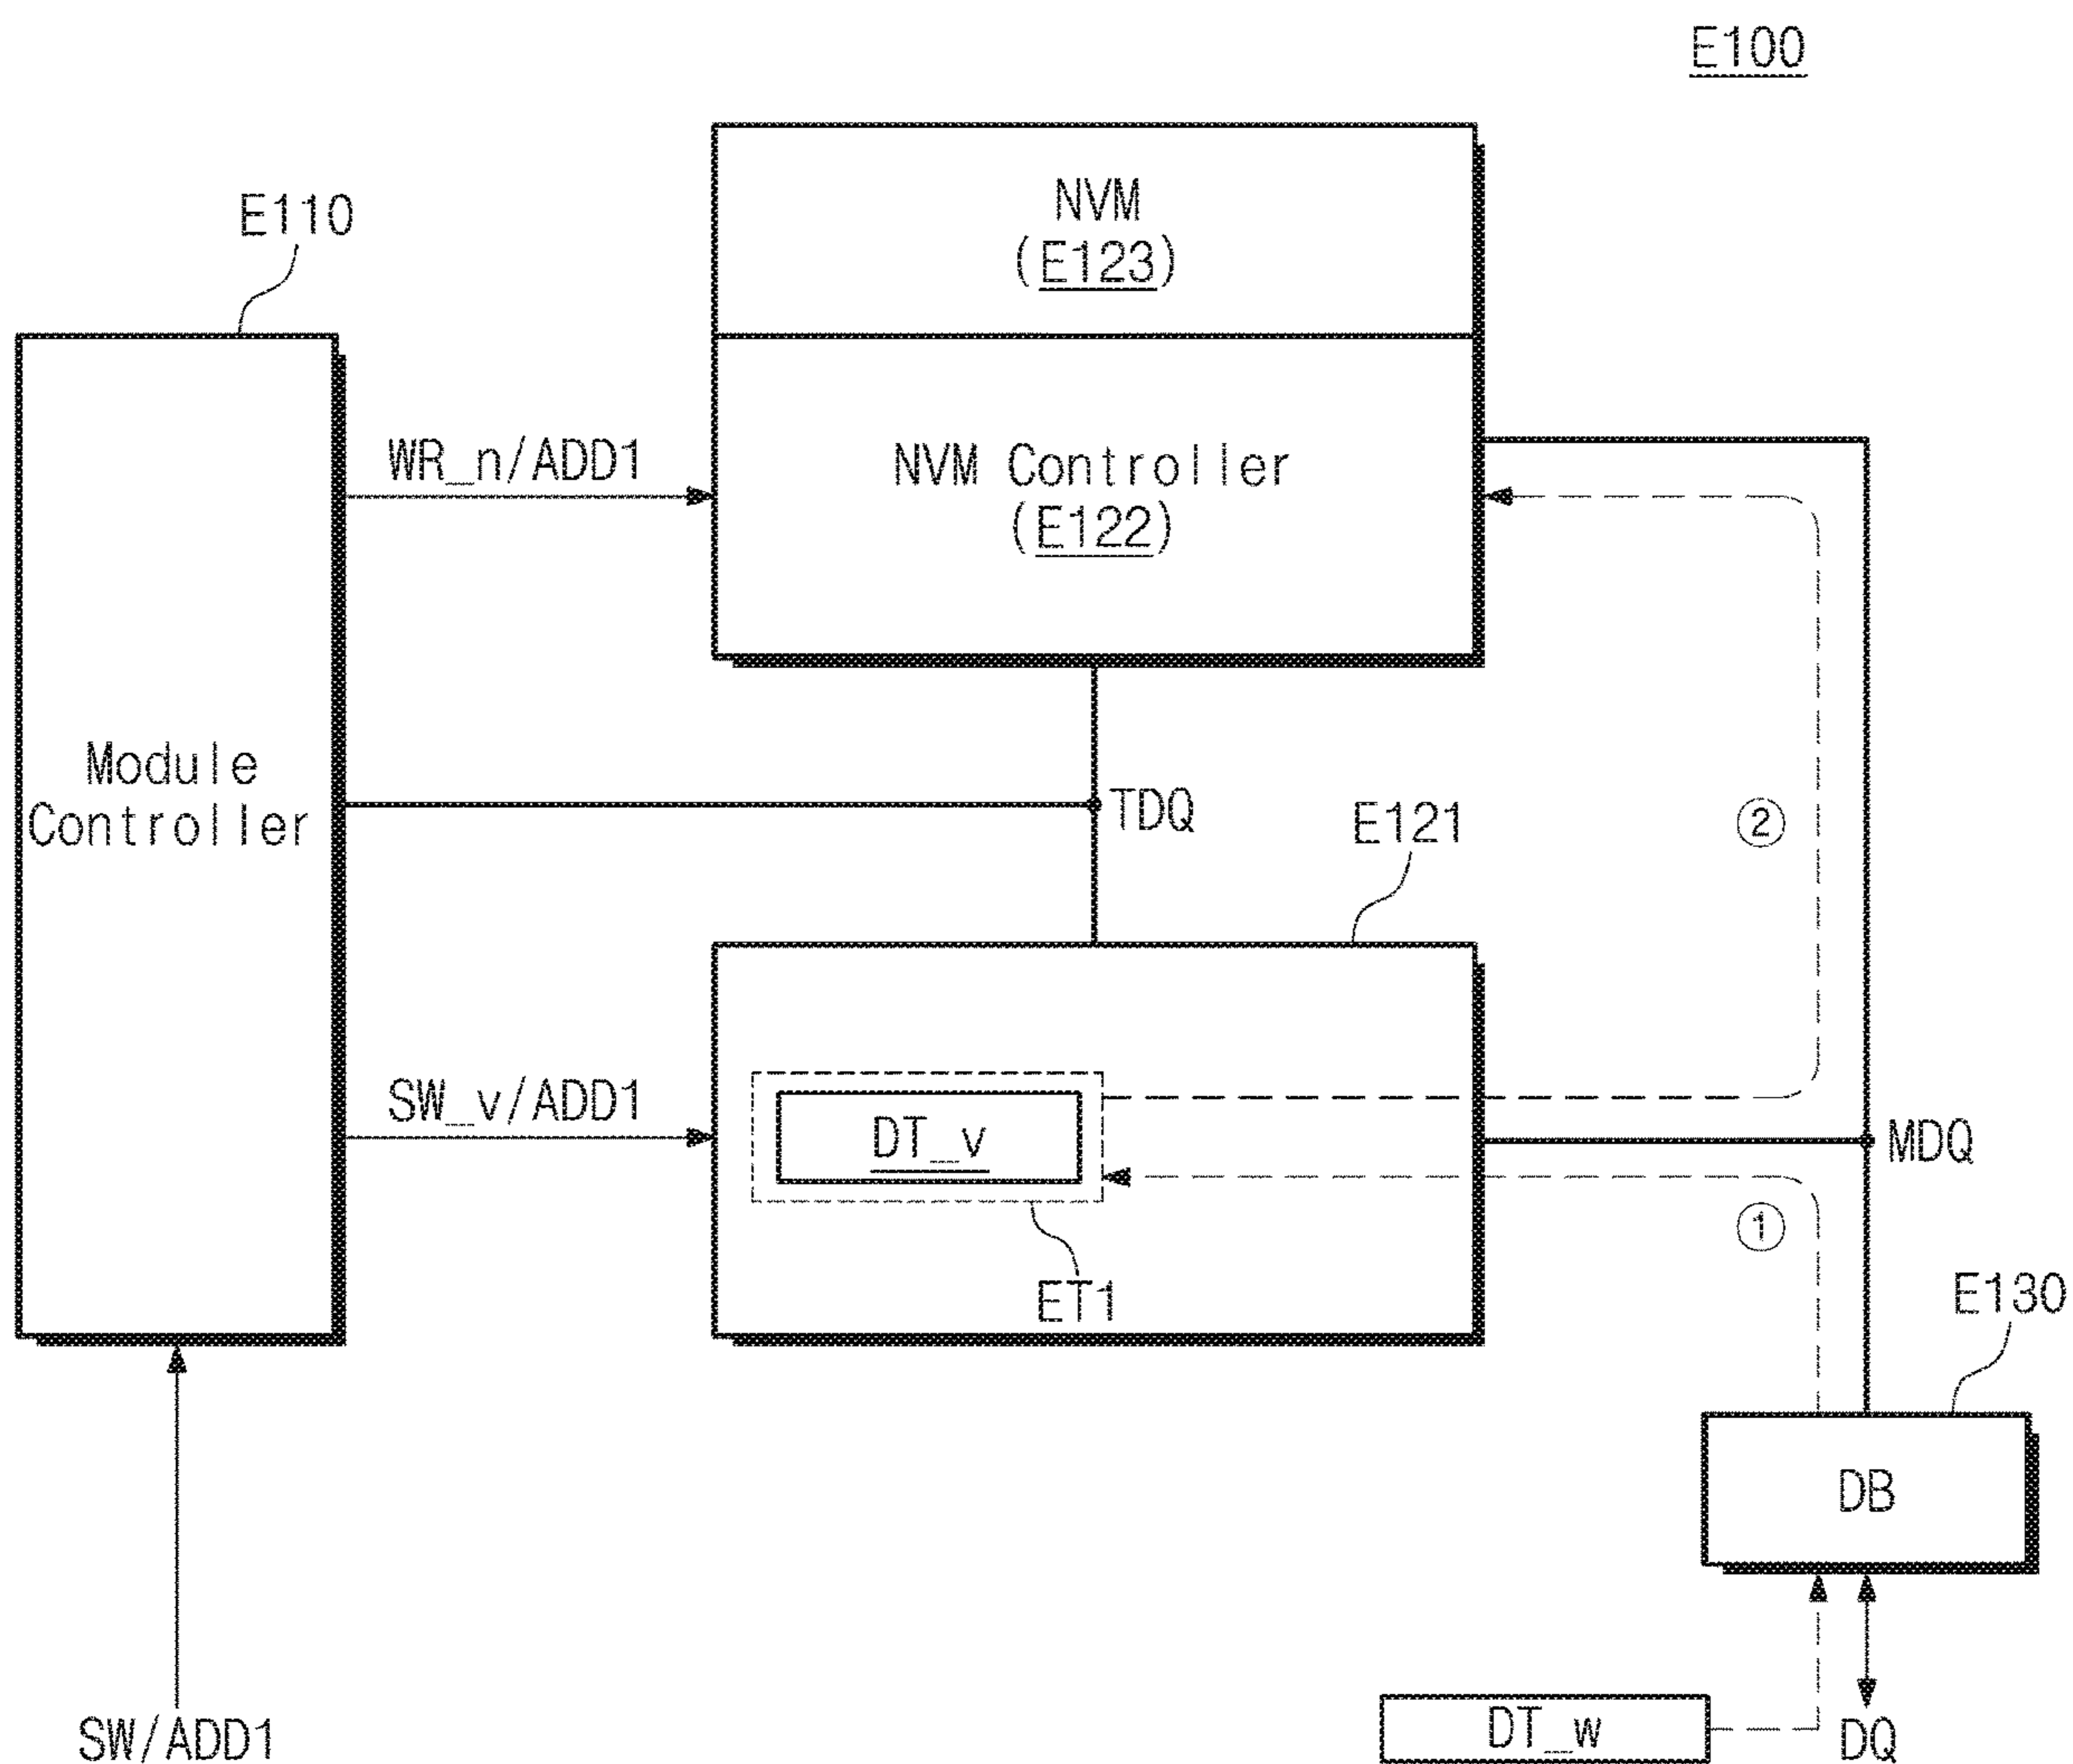 E100
E110
NVM
(E123)
WR_n/ADD1
NVM Controller
(E122)
Module
Controller
TDQ
E121
②
SW_v/ADD1
DT_v
MDQ
①
ET1
E130
DB
SW/ADD1
DT_w
DQ